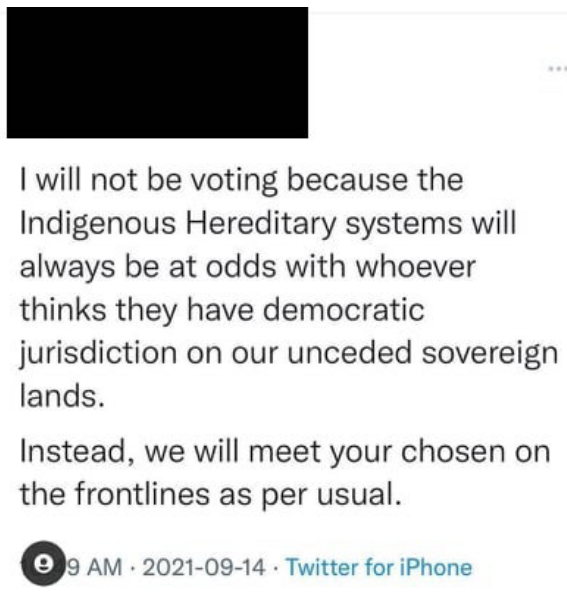 I will not be voting because the
Indigenous Hereditary systems will
always be at odds with whoever
thinks they have democratic
jurisdiction on our unceded sovereign
lands.
Instead, we will meet your chosen on
the frontlines as per usual.
9 AM · 2021-09-14 · Twitter for iPhone